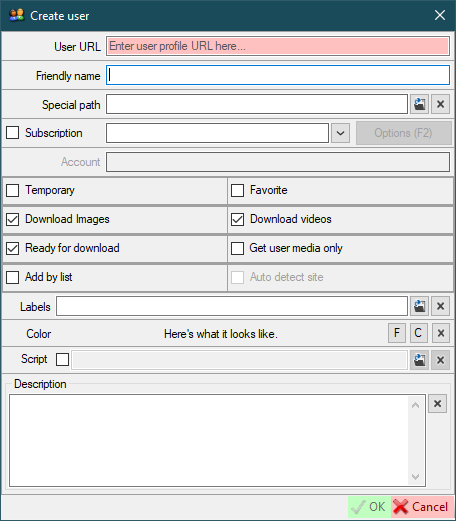 Create user
User URL Enter user profile URL here...
Friendly name
Special path
Subscription Options (F2)
Account
Temporary Favorite
Download Images Download videos
Ready for download Get user media only
Add by list Auto detect site
Labels
Color Here's what it looks like. F C
Script
Description
OK Cancel